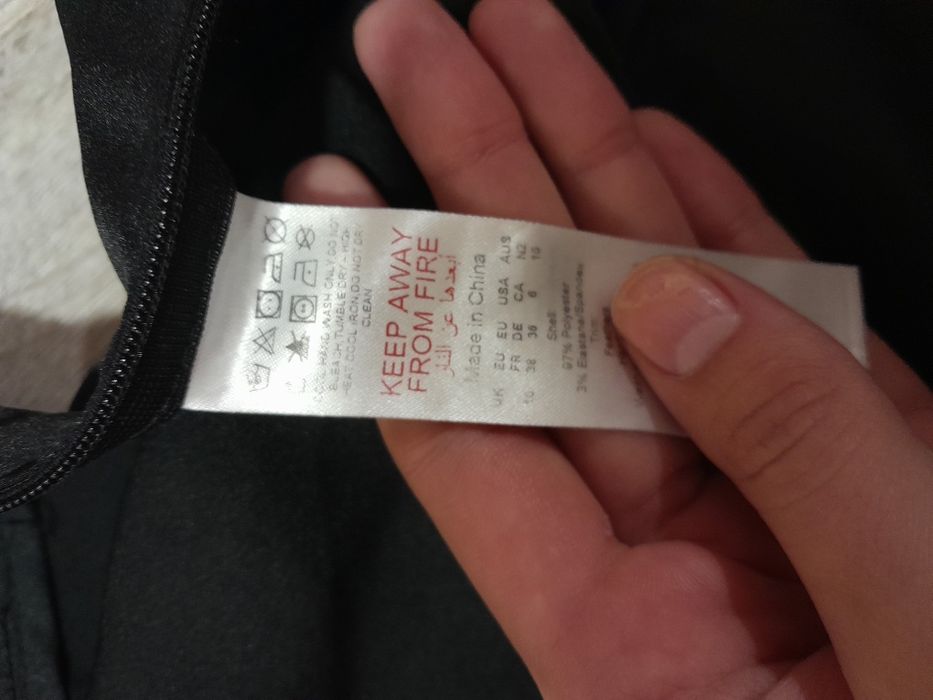 HAND WASH ONLY,DO NOT
BLEACH,TUMBLE DRY - HIGH
HEAT COOL IRON,DO NOT DRY
CLEAN
KEEP AWAY
FROM FIRE
ابعدها عن النار
Made in China
UK EU EU USA AUS
FR DE CA NZ
10 38 36 6 10
Shell:
97% Polyester
3% Elastane/Spandex